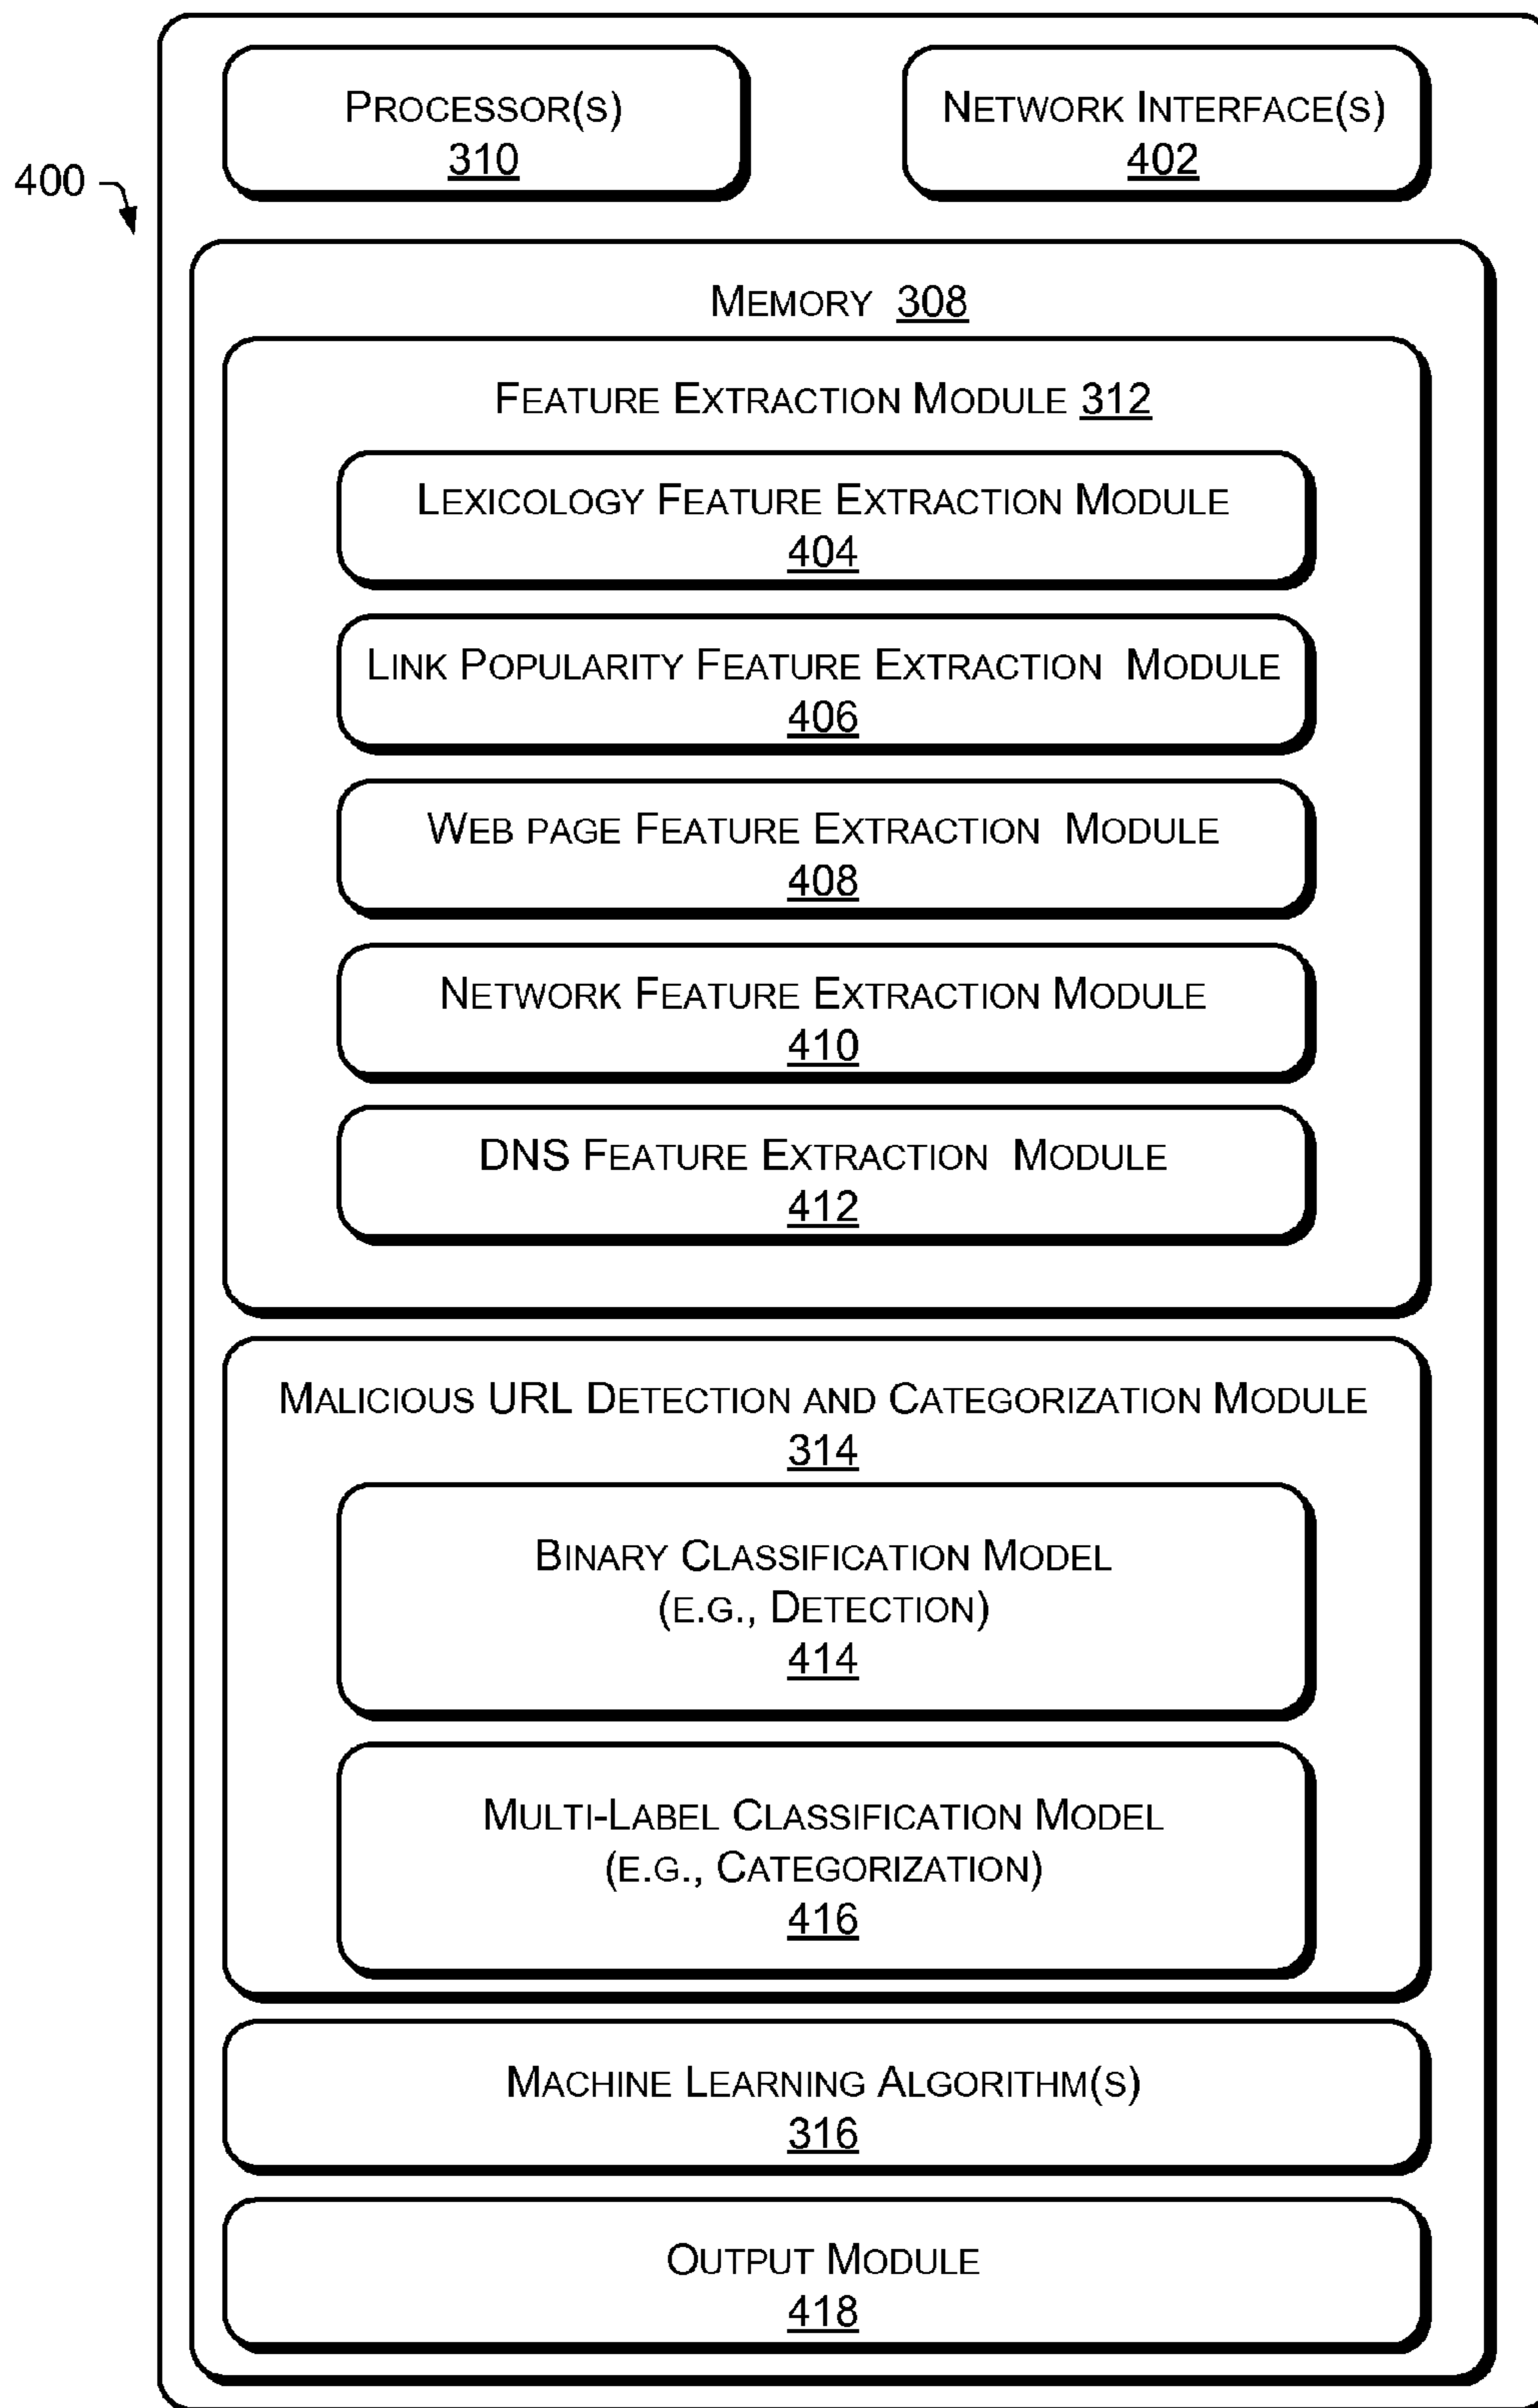 PROCESSOR(S)
310
NETWORK INTERFACE(S)
402
400
MEMORY 308
FEATURE EXTRACTION MODULE 312
LEXICOLOGY FEATURE EXTRACTION MODULE
404
LINK POPULARITY FEATURE EXTRACTION MODULE
406
WEB PAGE FEATURE EXTRACTION MODULE
408
NETWORK FEATURE EXTRACTION MODULE
410
DNS FEATURE EXTRACTION MODULE
412
MALICIOUS URL DETECTION AND CATEGORIZATION MODULE
314
BINARY CLASSIFICATION MODEL
(E.G., DETECTION)
414
MULTI-LABEL CLASSIFICATION MODEL
(E.G., CATEGORIZATION)
416
MACHINE LEARNING ALGORITHM(S)
316
OUTPUT MODULE
418